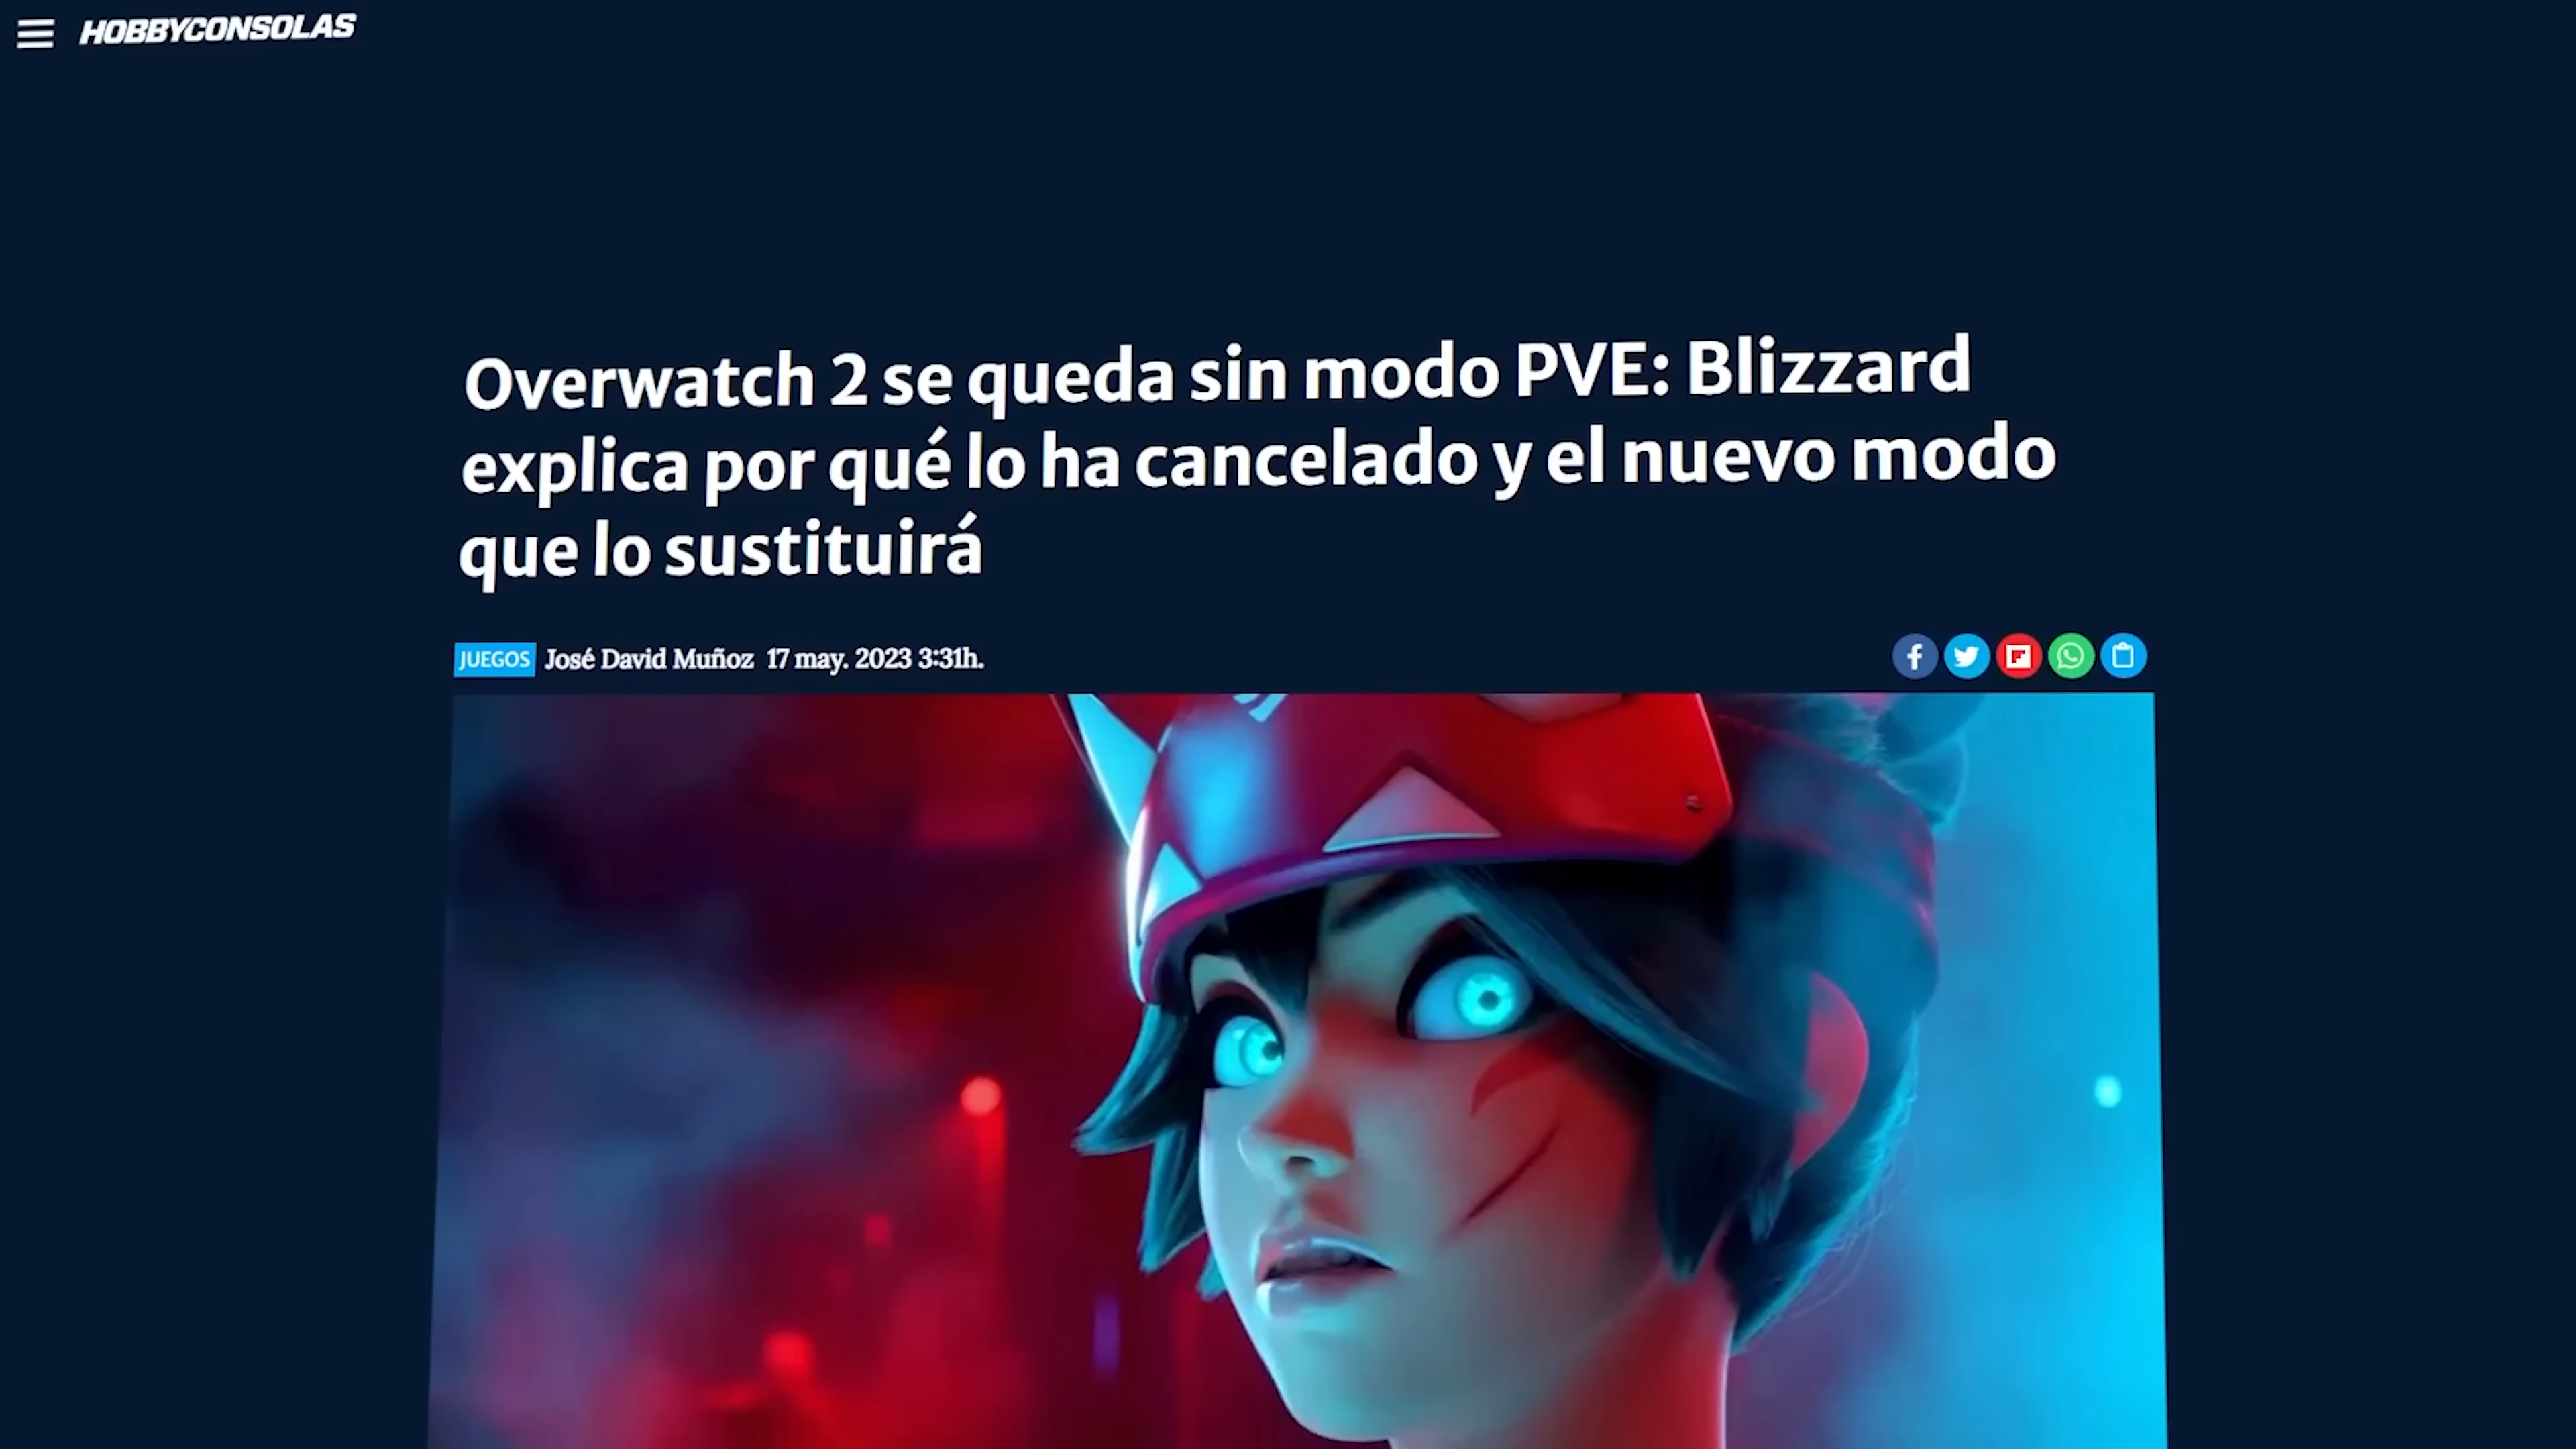 HOBBYCONSOLAS
Overwatch 2 se queda sin modo PVE: Blizzard
explica por qué lo ha cancelado y el nuevo modo
que lo sustituirá
JUEGOS José David Muñoz 17 may. 2023 3:31h.